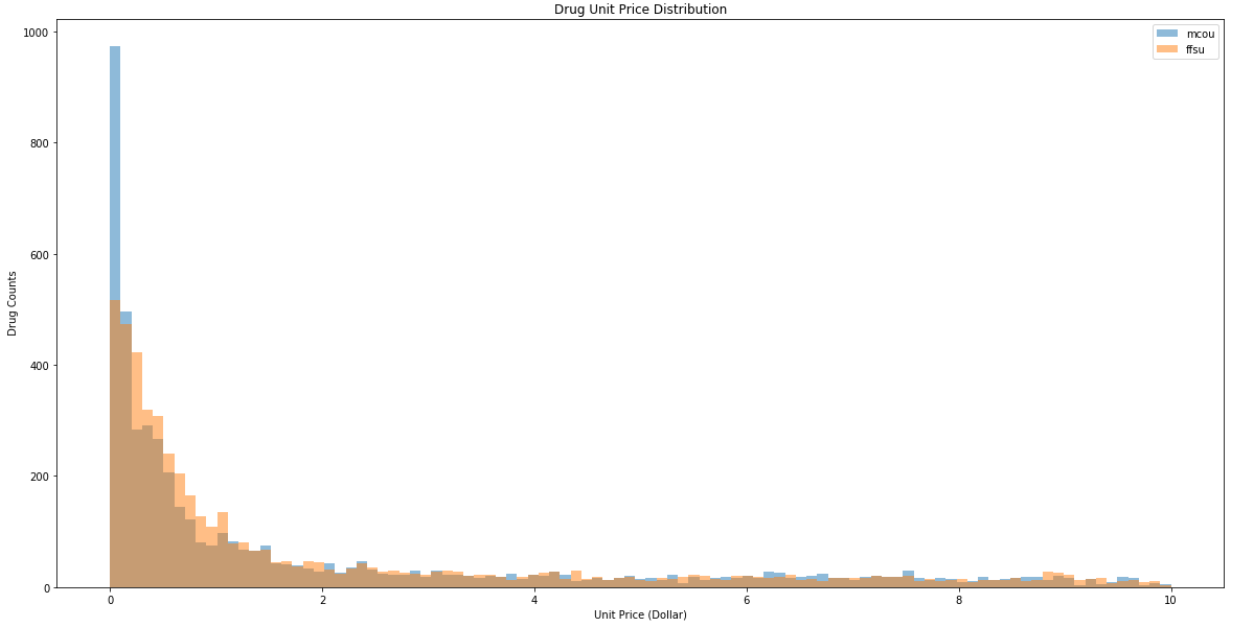 Drug Unit Price Distribution
mcou
ffsu
1000
800
600
400
200
0
Drug Counts
0 2 4 6 8 10
Unit Price (Dollar)